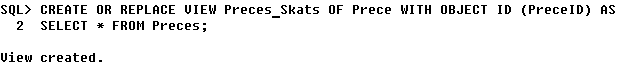 SQL> CREATE OR REPLACE VIEW Preces_Skats OF Prece WITH OBJECT ID (PreceID) AS
2 SELECT * FROM Preces;
View created.